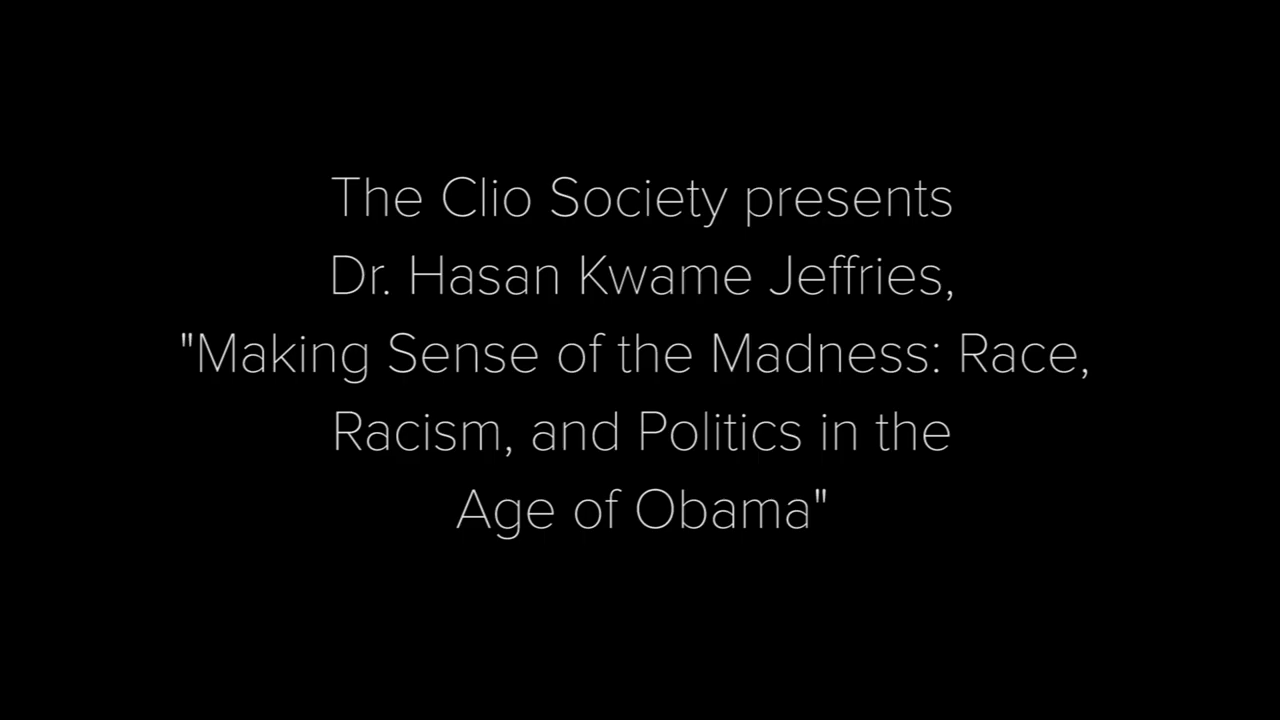 The Clio Society presents
Dr. Hasan Kwame Jeffries,
"Making Sense of the Madness: Race,
Racism, and Politics in the
Age of Obama"